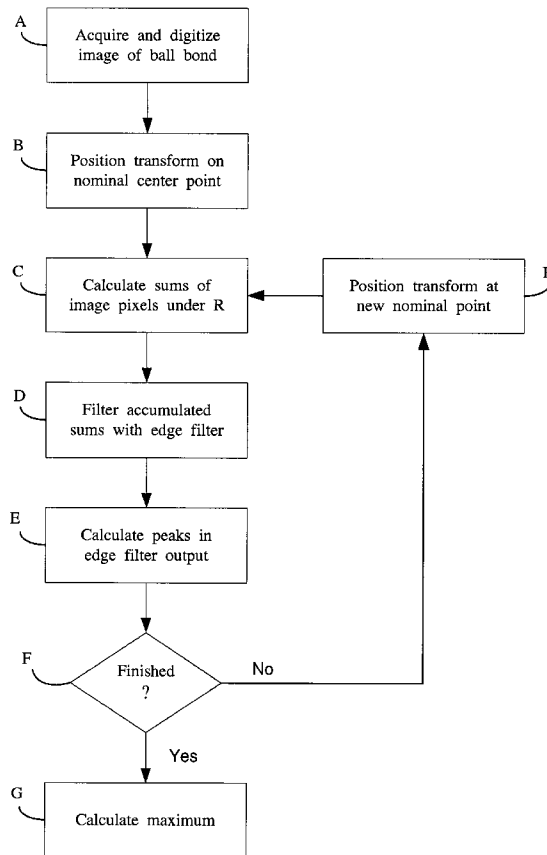 A
Acquire and digitize
image of ball bond
B
Position transform on
nominal center point
C
Calculate sums of
image pixels under R
Position transform at
new nominal point
D
Filter accumulated
sums with edge filter
E
Calculate peaks in
edge filter output
F
Finished
?
No
Yes
G
Calculate maximum